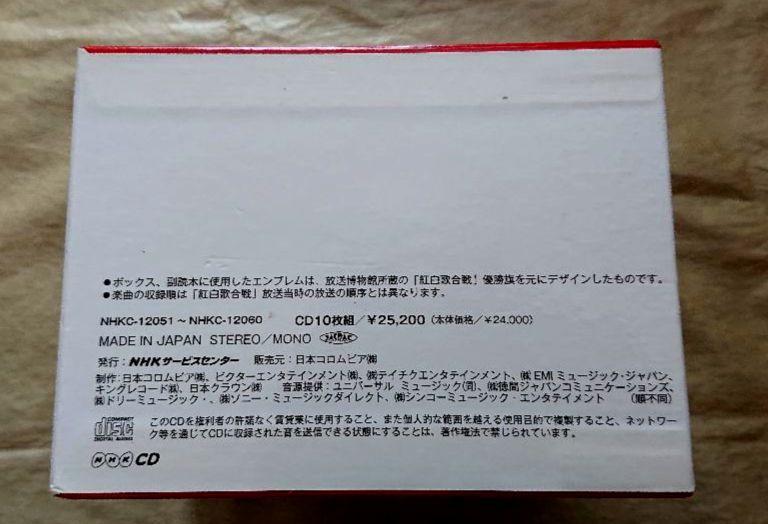 ●ボックス、副読本に使用したエンブレムは、放送博物館所蔵の「紅白歌合戦」優勝旗を元にデザインしたものです。
●楽曲の収録順は「紅白歌合戦」放送当時の放送の順序とは異なります。
NHKC-12051～NHKC-12060 CD10枚組／¥25,200（本体価格／¥24,000）
MADE IN JAPAN STEREO／MONO JASRAC
発行：NHKサービスセンター 販売元：日本コロムビア㈱
制作：日本コロムビア㈱、ビクターエンタテインメント㈱、㈱テイチクエンタテインメント、㈱EMIミュージック・ジャパン、
キングレコード㈱、日本クラウン㈱ 音源提供：ユニバーサル ミュージック(同)、㈱徳間ジャパンコミュニケーションズ、
㈱ドリーミュージック・、㈱ソニー・ミュージックダイレクト、㈱シンコーミュージック・エンタテイメント （順不同）
COMPACT disc DIGITAL AUDIO
このCDを権利者の許諾なく賃貸業に使用すること、また個人的な範囲を越える使用目的で複製すること、ネットワー
ク等を通じてCDに収録された音を送信できる状態にすることは、著作権法で禁じられています。
NHK CD